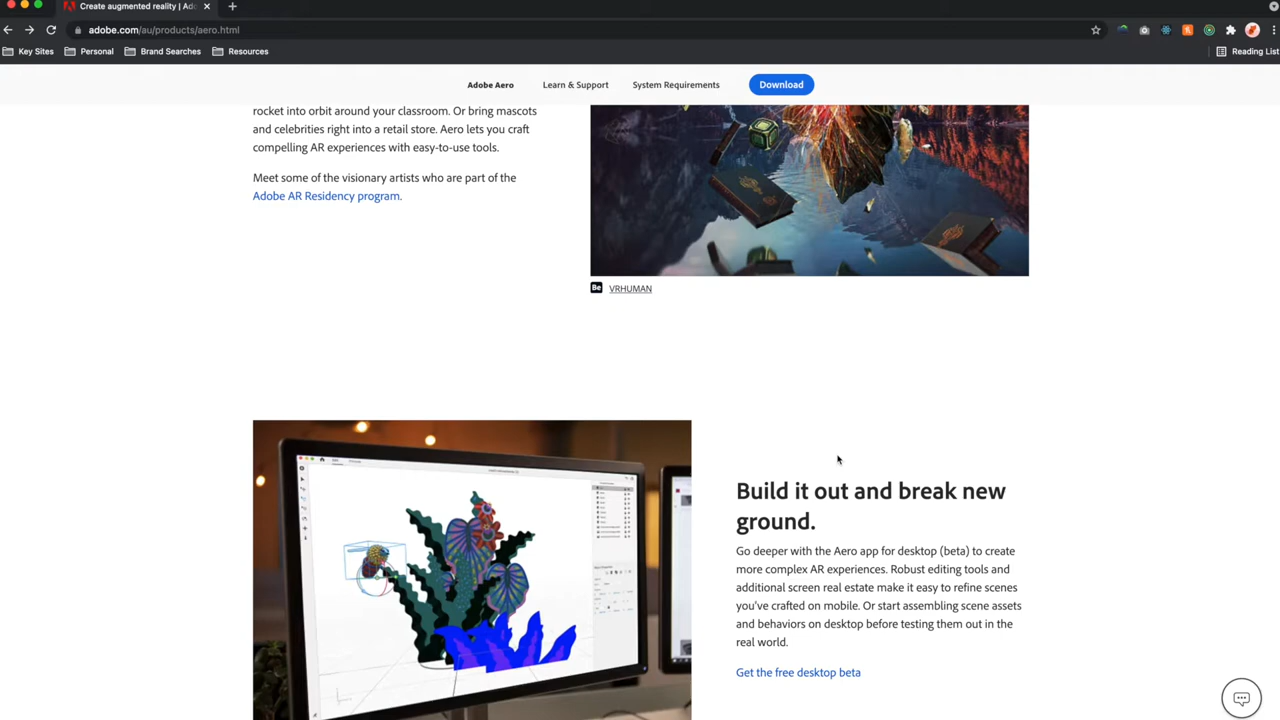 Create augmented reality | Ado
adobe.com/au/products/aero.html
Key Sites
Personal
Brand Searches
Resources
Reading List
Adobe Aero
Learn & Support
System Requirements
Download
rocket into orbit around your classroom. Or bring mascots
and celebrities right into a retail store. Aero lets you craft
compelling AR experiences with easy-to-use tools.
Meet some of the visionary artists who are part of the
Adobe AR Residency program.
Be VRHUMAN
Build it out and break new
ground.
Go deeper with the Aero app for desktop (beta) to create
more complex AR experiences. Robust editing tools and
additional screen real estate make it easy to refine scenes
you've crafted on mobile. Or start assembling scene assets
and behaviors on desktop before testing them out in the
real world.
Get the free desktop beta